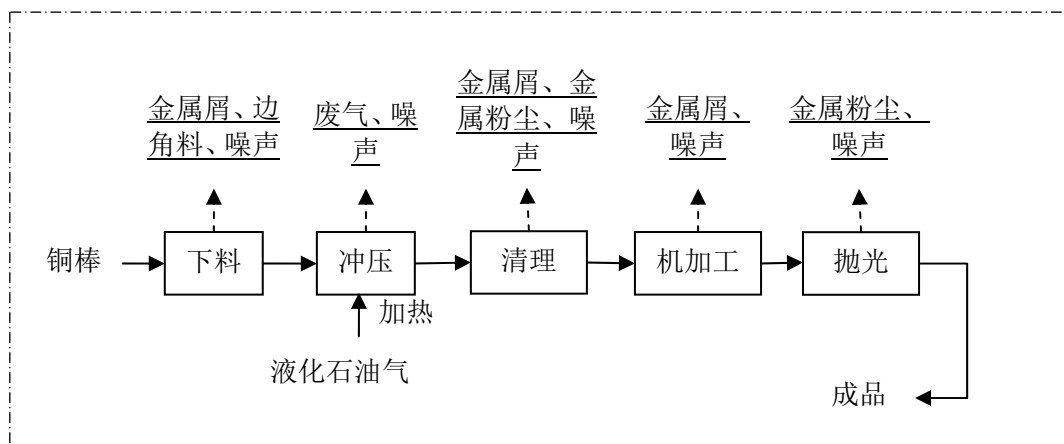 金属屑、边
角料、噪声
废气、噪
声
金属屑、金
属粉尘、噪
声
金属屑、
噪声
金属粉尘、
噪声
铜棒
下料
冲压
清理
机加工
抛光
加热
液化石油气
成品